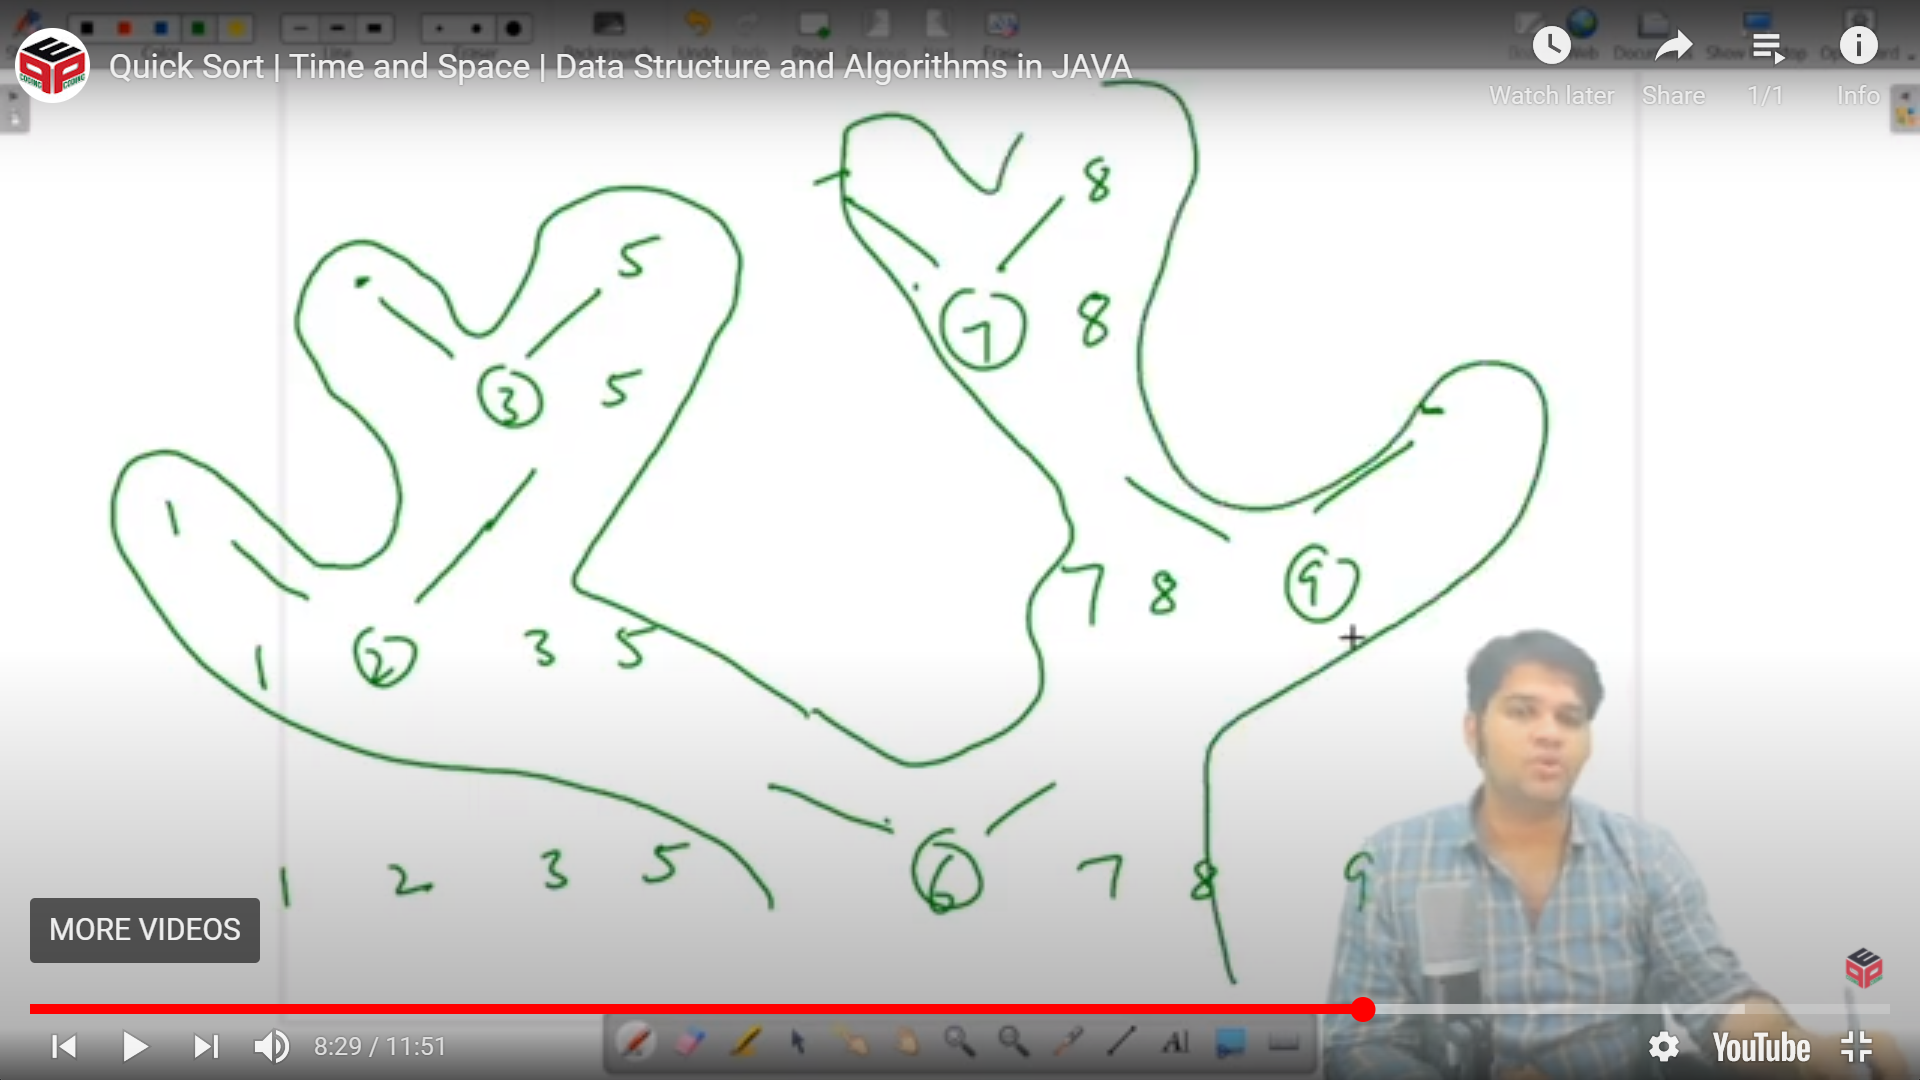 Quick Sort | Time and Space | Data Structure and Algorithms in JAVA
Watch later Share 1/1 Info
8
5
7 8
3 5
1
7 8 9
1 2 3 5
1 2 3 5 6 7 8 9
MORE VIDEOS
8:29 / 11:51
YouTube